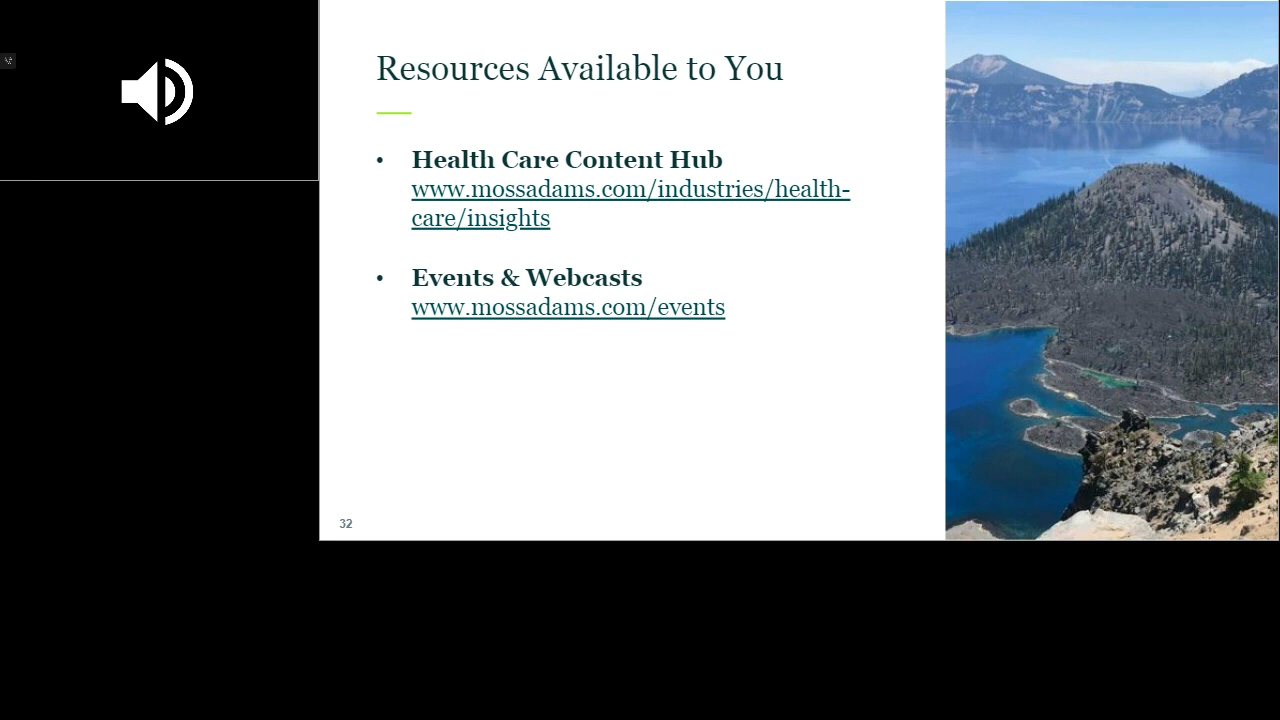 Resources Available to You
• Health Care Content Hub
www.mossadams.com/industries/health-
care/insights
• Events & Webcasts
www.mossadams.com/events
32